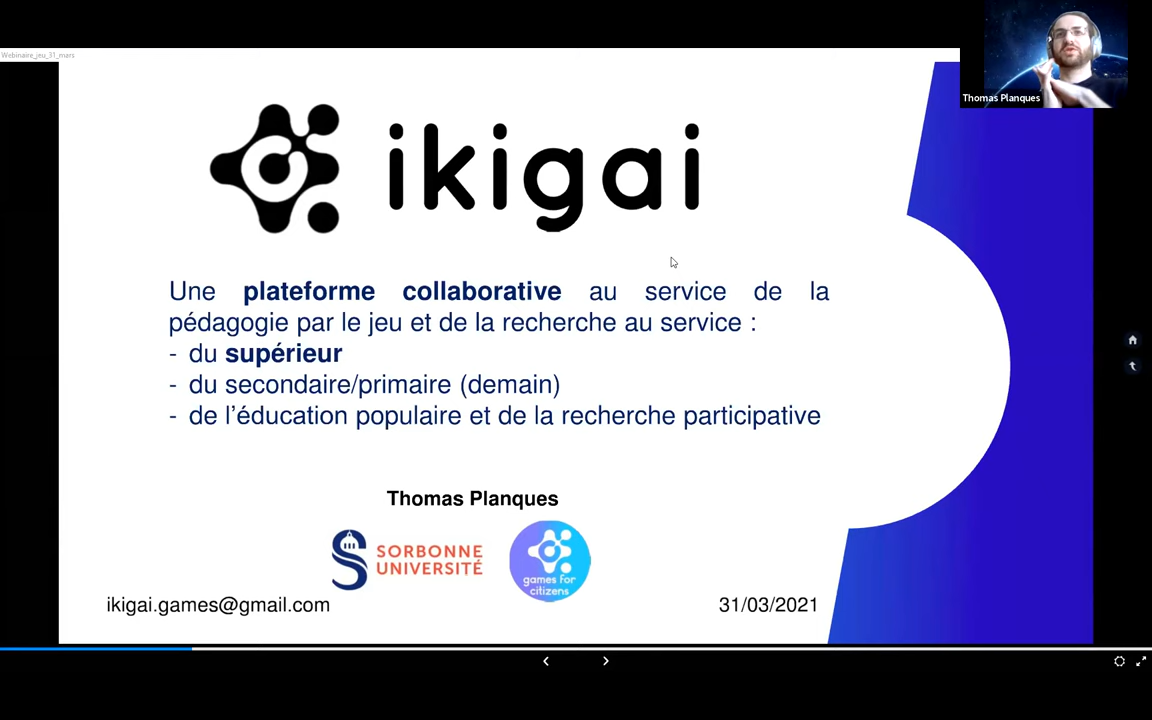 Webinaire_jeu_31_mars
Thomas Planques
ikigai
Une plateforme collaborative au service de la
pédagogie par le jeu et de la recherche au service :
- du supérieur
- du secondaire/primaire (demain)
- de l’éducation populaire et de la recherche participative
Thomas Planques
SORBONNE
UNIVERSITÉ
games for
citizens
ikigai.games@gmail.com
31/03/2021